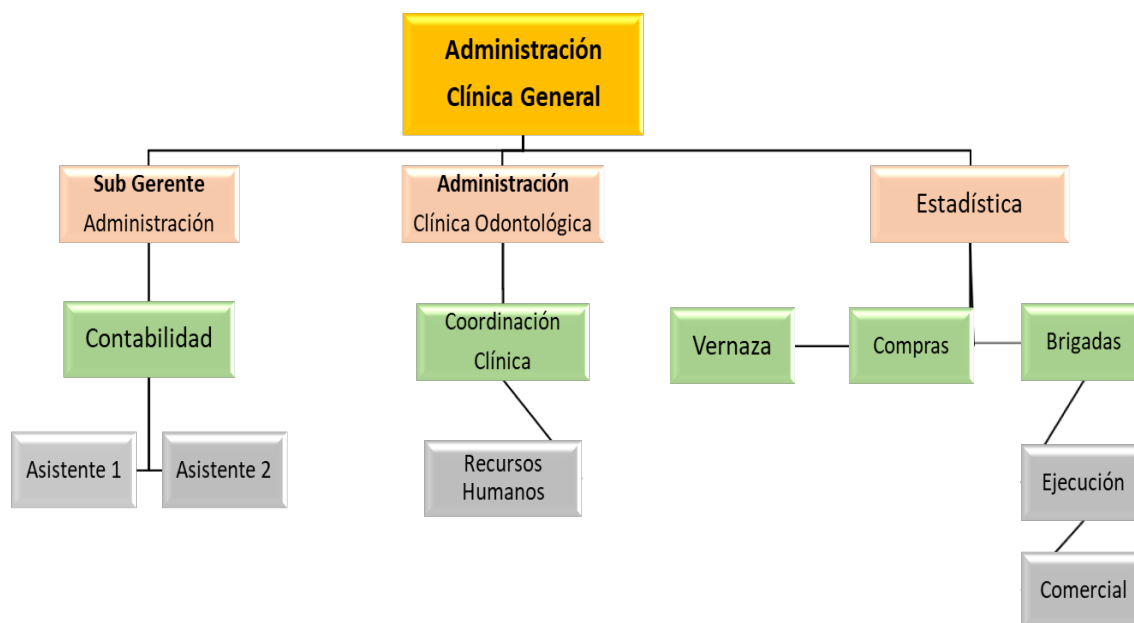 Administración
Clínica General
Sub Gerente
Administración
Administración
Clínica Odontológica
Estadística
Contabilidad
Coordinación
Clínica
Vernaza
Compras
Brigadas
Asistente 1
Asistente 2
Recursos
Humanos
Ejecución
Comercial